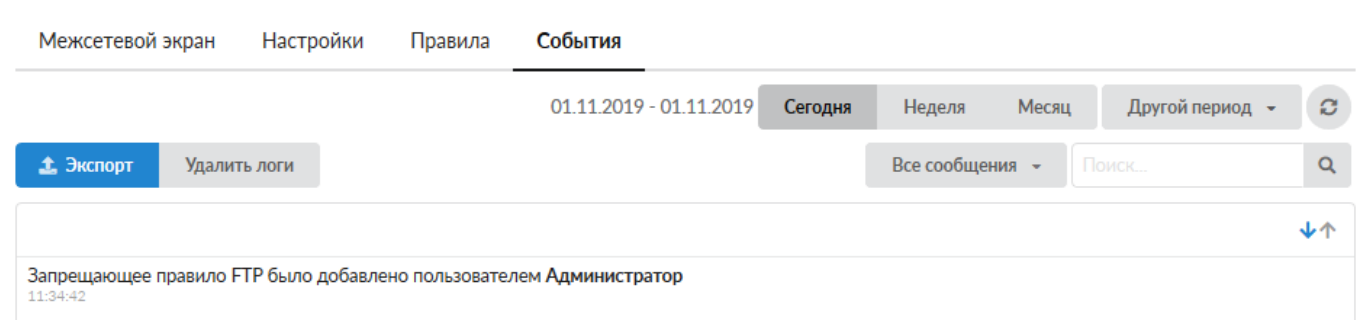 Межсетевой экран Настройки Правила События
01.11.2019 - 01.11.2019 Сегодня Неделя Месяц Другой период
Экспорт Удалить логи Все сообщения Поиск...
Запрещающее правило FTP было добавлено пользователем Администратор
11:34:42